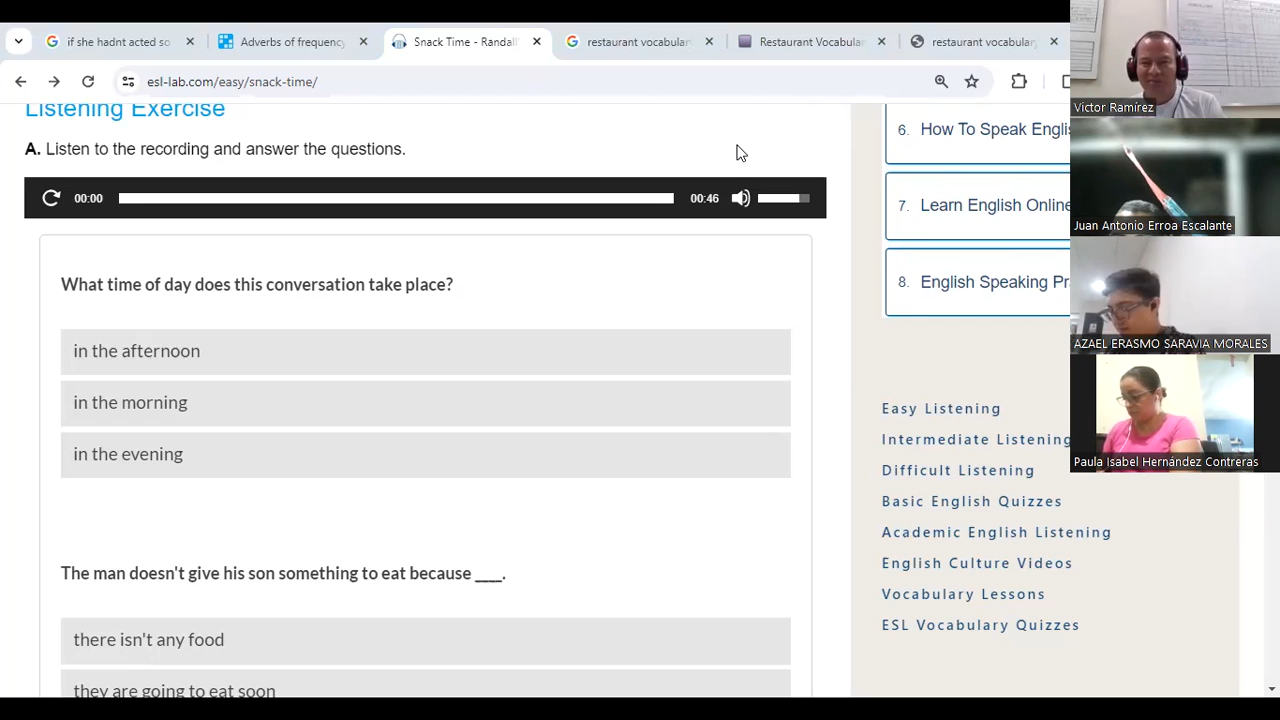 if she hadnt acted so
Adverbs of frequency
Snack Time - Randall'
restaurant vocabular
Restaurant Vocabula
restaurant vocabular
esl-lab.com/easy/snack-time/
Listening Exercise
A. Listen to the recording and answer the questions.
00:00
00:46
What time of day does this conversation take place?
in the afternoon
in the morning
in the evening
The man doesn't give his son something to eat because ____.
there isn't any food
they are going to eat soon
6. How To Speak Englis
7. Learn English Online
8. English Speaking Pr
Easy Listening
Intermediate Listening
Difficult Listening
Basic English Quizzes
Academic English Listening
English Culture Videos
Vocabulary Lessons
ESL Vocabulary Quizzes
Víctor Ramírez
Juan Antonio Erroa Escalante
AZAEL ERASMO SARAVIA MORALES
Paula Isabel Hernández Contreras